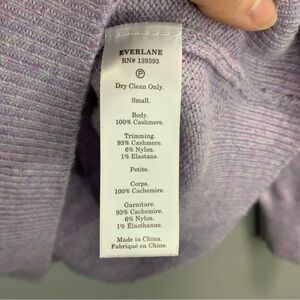 EVERLANE
RN# 139393
P
Dry Clean Only.
Small.
Body.
100% Cashmere.
Trimming.
93% Cashmere.
6% Nylon.
1% Elastane.
Petite.
Corps.
100% Cachemire.
Garniture.
93% Cachemire.
6% Nylon.
1% Élasthanne.
Made in China.
Fabriqué en Chine.